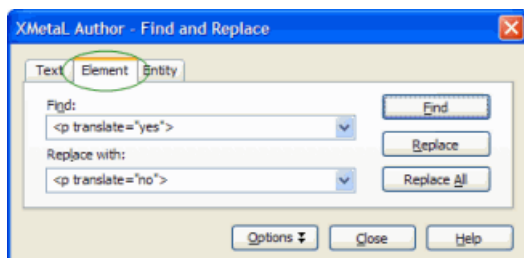 XMetaL Author - Find and Replace
Text Element Entity
Find:
<p translate="yes">
Find
Replace with:
Replace
<p translate="no">
Replace All
Options Close Help